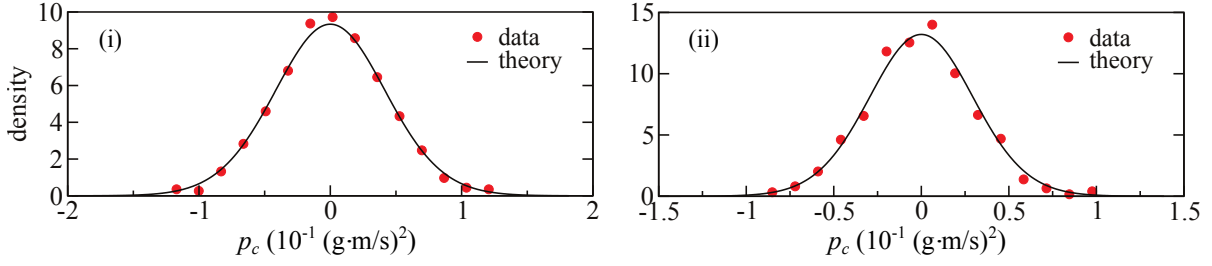 10
8
6
4
2
0
density
(i)
data
theory
-2
-1
0
1
2
p_c (10^-1 (g·m/s)^2
15
10
5
0
(ii)
data
theory
-1.5
-1
-0.5
0
0.5
1
1.5
p_c (10^-1 (g·m/s)^2